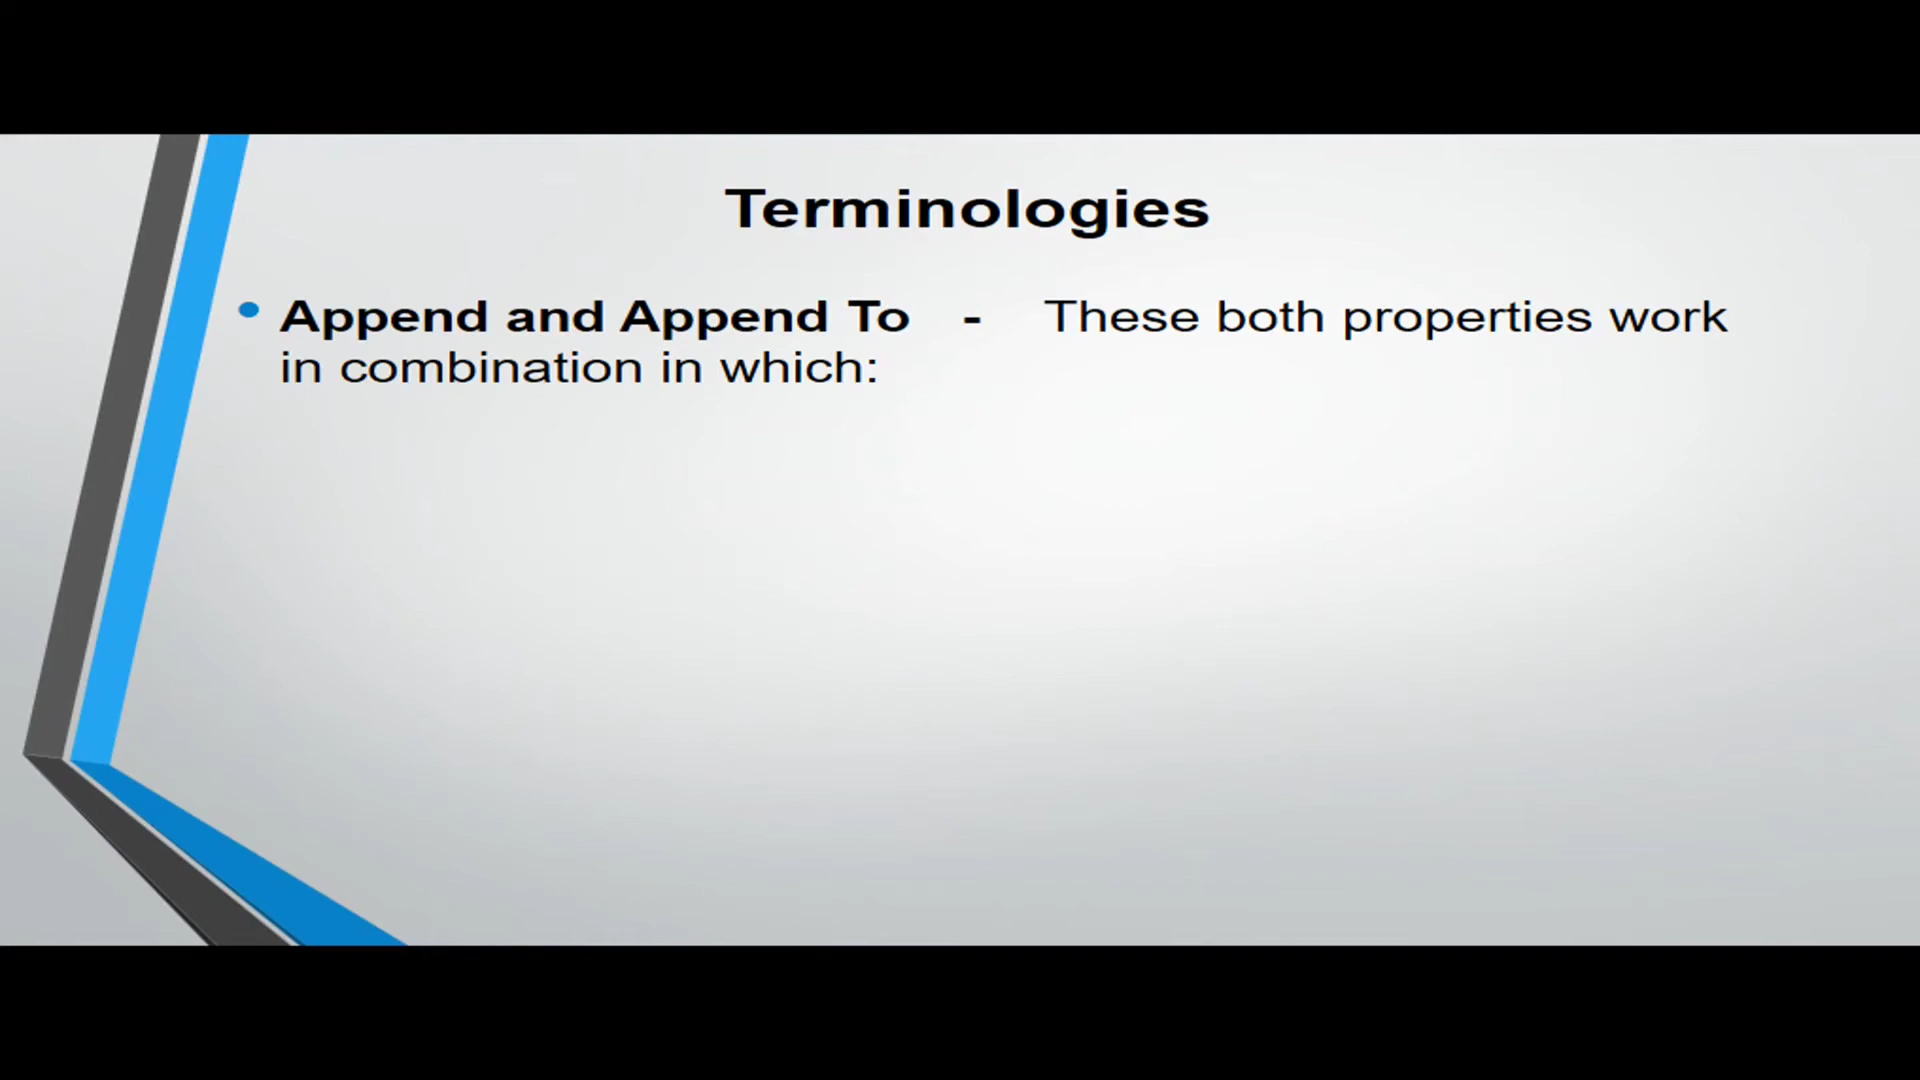 Terminologies
• Append and Append To - These both properties work
in combination in which: